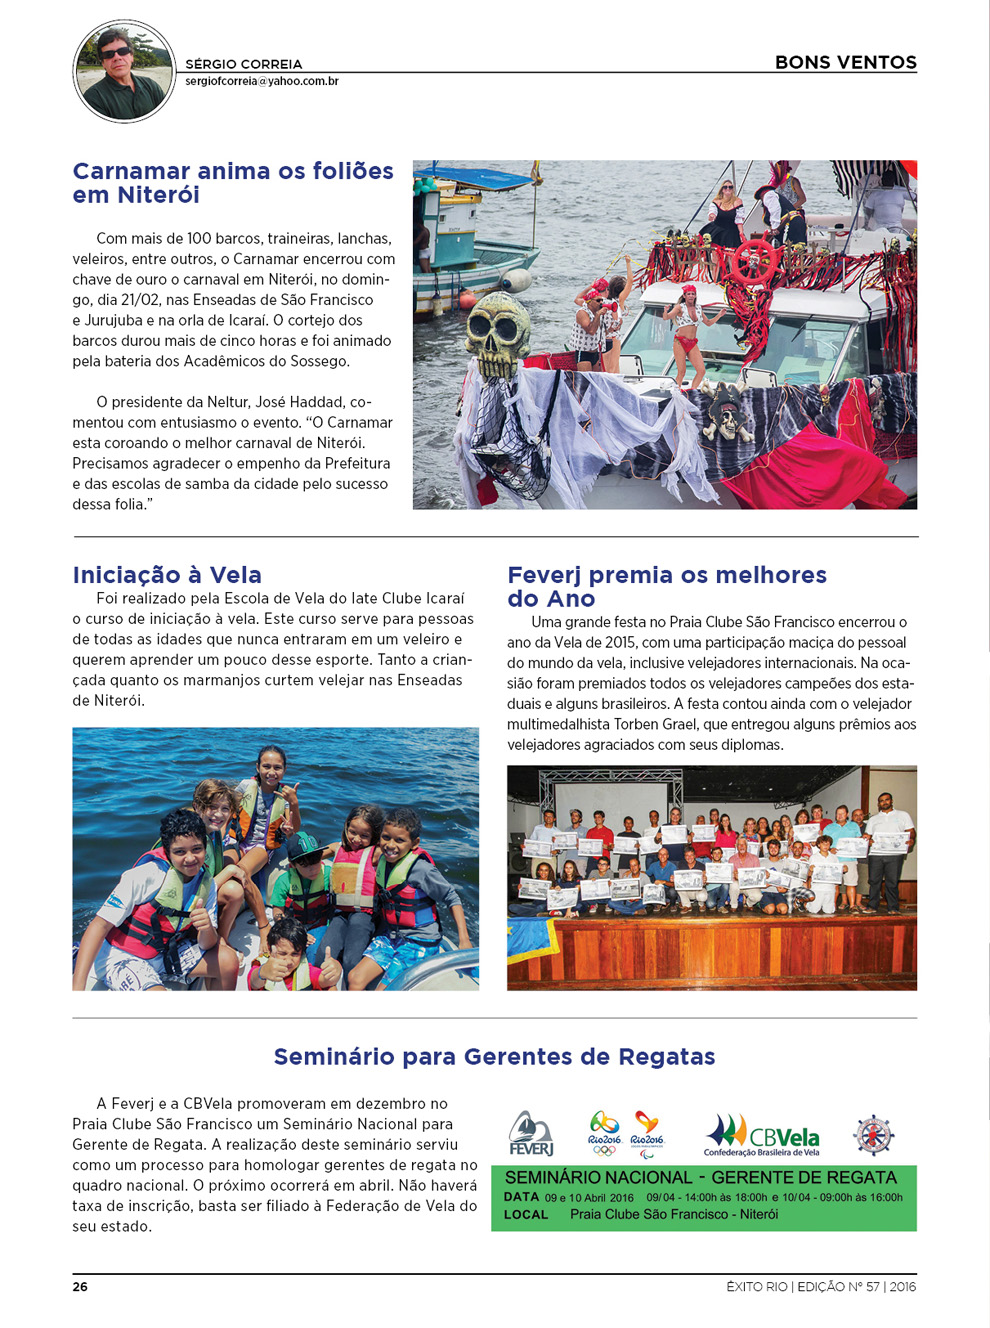 SÉRGIO CORREIA
sergiofcorreia@yahoo.com.br
BONS VENTOS
Carnamar anima os foliões
em Niterói
Com mais de 100 barcos, traineiras, lanchas,
veleiros, entre outros, o Carnamar encerrou com
chave de ouro o carnaval em Niterói, no domin-
go, dia 21/02, nas Enseadas de São Francisco
e Jurujuba e na orla de Icaraí. O cortejo dos
barcos durou mais de cinco horas e foi animado
pela bateria dos Acadêmicos do Sossego.
O presidente da Neltur, José Haddad, co-
mentou com entusiasmo o evento. “O Carnamar
esta coroando o melhor carnaval de Niterói.
Precisamos agradecer o empenho da Prefeitura
e das escolas de samba da cidade pelo sucesso
dessa folia.”
Iniciação à Vela
Foi realizado pela Escola de Vela do Iate Clube Icaraí
o curso de iniciação à vela. Este curso serve para pessoas
de todas as idades que nunca entraram em um veleiro e
querem aprender um pouco desse esporte. Tanto a crian-
çada quanto os marmanjos curtem velejar nas Enseadas
de Niterói.
Feverj premia os melhores
do Ano
Uma grande festa no Praia Clube São Francisco encerrou o
ano da Vela de 2015, com uma participação maciça do pessoal
do mundo da vela, inclusive velejadores internacionais. Na oca-
sião foram premiados todos os velejadores campeões dos esta-
duais e alguns brasileiros. A festa contou ainda com o velejador
multimedalhista Torben Grael, que entregou alguns prêmios aos
velejadores agraciados com seus diplomas.
Seminário para Gerentes de Regatas
A Feverj e a CBVela promoveram em dezembro no
Praia Clube São Francisco um Seminário Nacional para
Gerente de Regata. A realização deste seminário serviu
como um processo para homologar gerentes de regata no
quadro nacional. O próximo ocorrerá em abril. Não haverá
taxa de inscrição, basta ser filiado à Federação de Vela do
seu estado.
FEVERJ
Rio2016
Rio2016
CBVela
Confederação Brasileira de Vela
SEMINÁRIO NACIONAL - GERENTE DE REGATA
DATA 09 e 10 Abril 2016 09/04 - 14:00h às 18:00h e 10/04 - 09:00h às 16:00h
LOCAL Praia Clube São Francisco - Niterói
26
ÊXITO RIO | EDIÇÃO Nº 57 | 2016